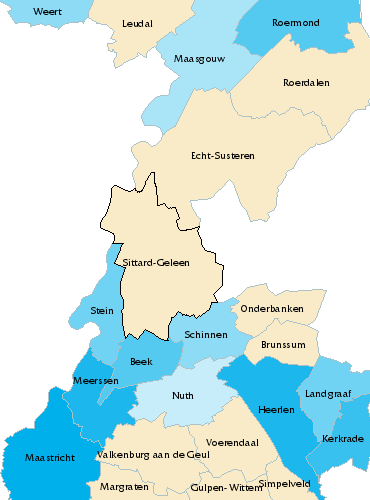 Weert
Leudal
Roermond
Maasgouw
Roerdalen
Echt-Susteren
Sittard-Geleen
Stein
Onderbanken
Schinnen
Brunssum
Beek
Meerssen
Nuth
Landgraaf
Heerlen
Kerkrade
Voerendaal
Maastricht
Valkenburg aan de Geul
Margraten
Gulpen- Wittem
Simpelveld